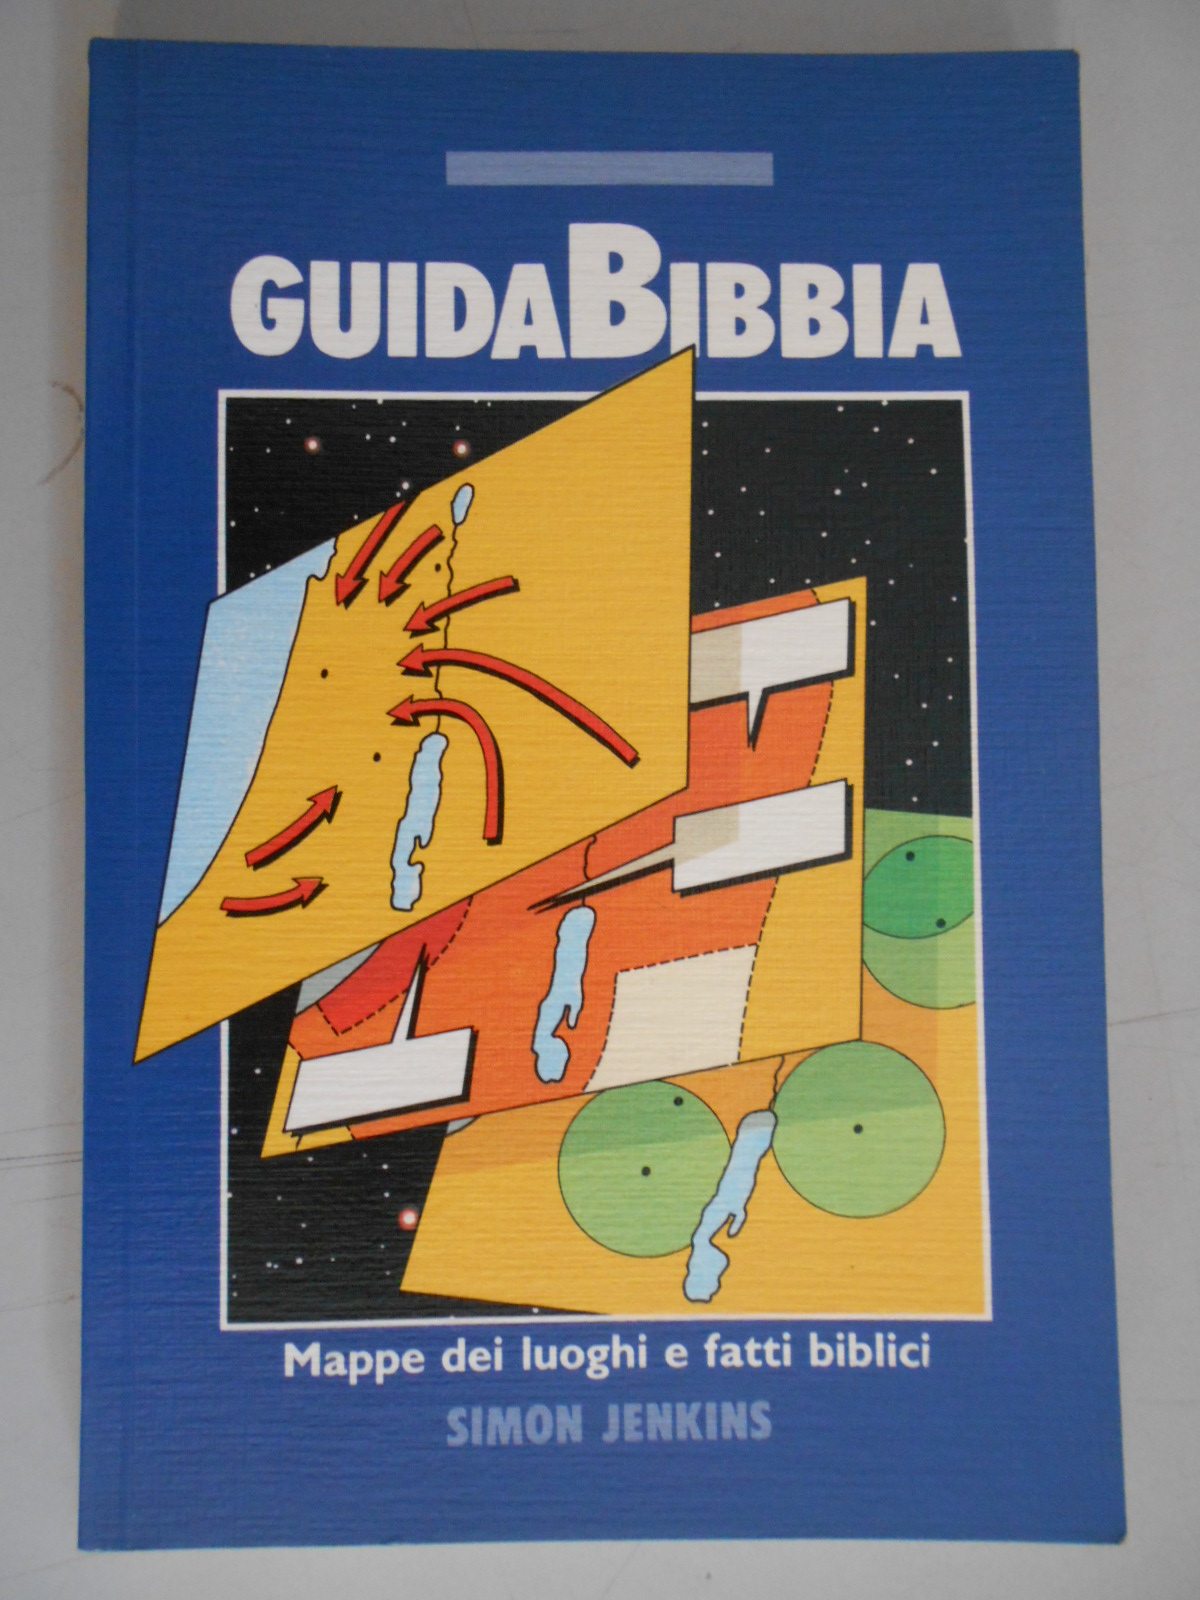 GUIDABIBBIA
Mappe dei luoghi e fatti biblici
SIMON JENKINS